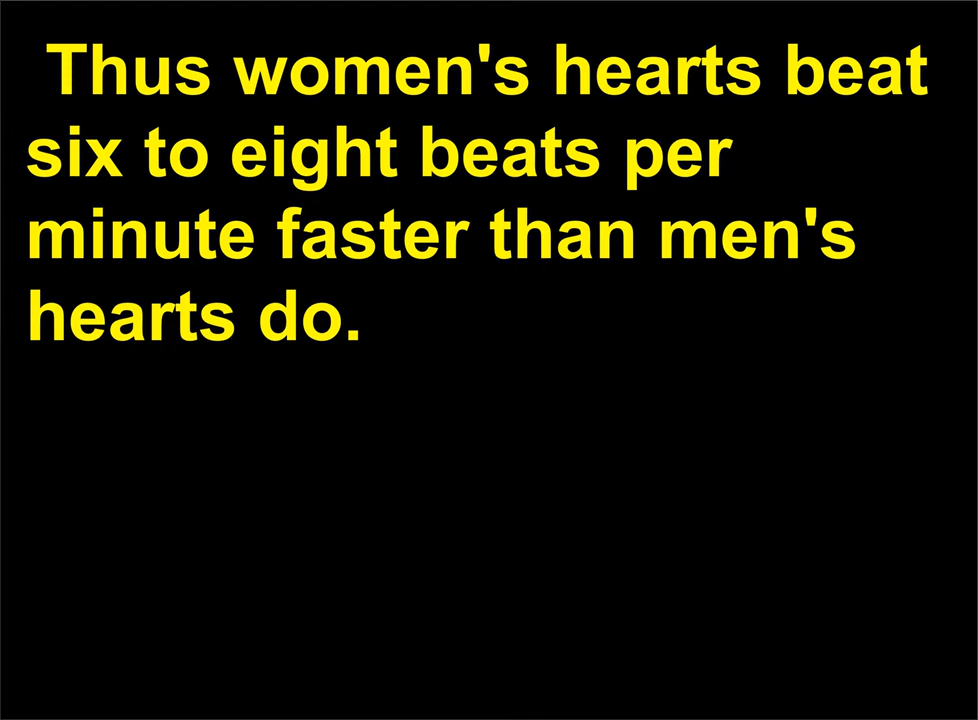 Thus women's hearts beat
six to eight beats per
minute faster than men's
hearts do.